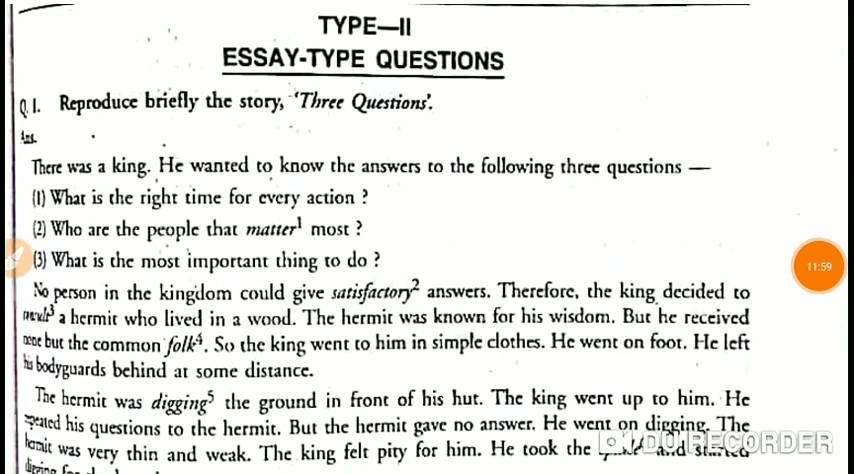 TYPE—II
ESSAY-TYPE QUESTIONS
Q.1. Reproduce briefly the story, 'Three Questions'.
Ans.
There was a king. He wanted to know the answers to the following three questions —
(1) What is the right time for every action ?
(2) Who are the people that matter¹ most ?
(3) What is the most important thing to do ?
No person in the kingdom could give satisfactory² answers. Therefore, the king decided to
a hermit who lived in a wood. The hermit was known for his wisdom. But he received
but the common folk⁴. So the king went to him in simple clothes. He went on foot. He left
his bodyguards behind at some distance.
The hermit was digging⁵ the ground in front of his hut. The king went up to him. He
his questions to the hermit. But the hermit gave no answer. He went on digging. The
hermit was very thin and weak. The king felt pity for him. He took the and started
11:59
DU RECORDER